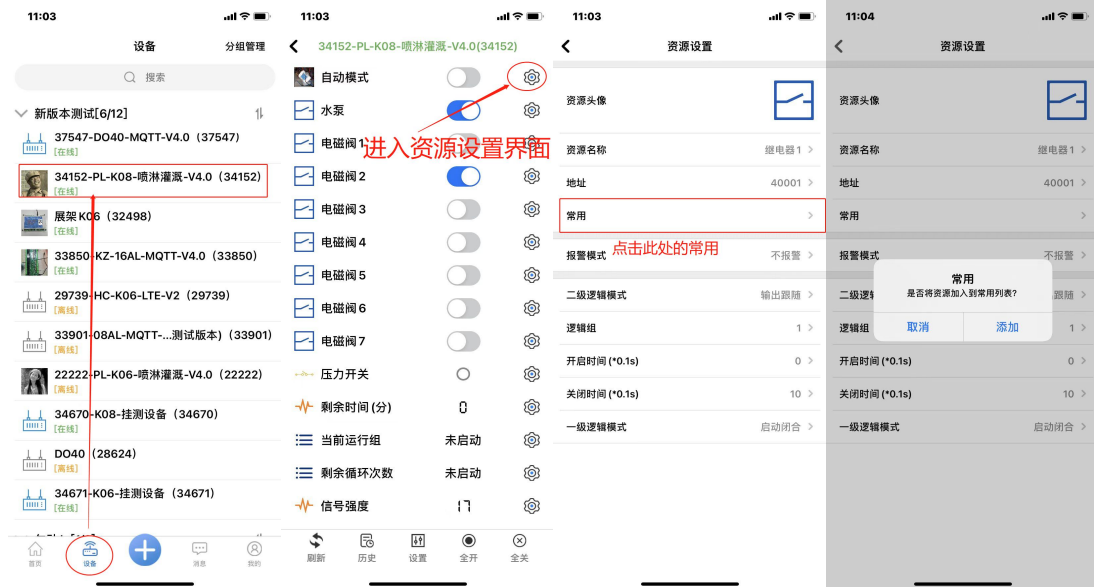 11:03
设备
分组管理
搜索
新版本测试[6/12]
37547-DO40-MQTT-V4.0（37547）
[在线]
34152-PL-K08-喷淋灌溉-V4.0（34152）
[在线]
展架K06（32498）
[在线]
33850-KZ-16AL-MQTT-V4.0（33850）
[在线]
29739-HC-K06-LTE-V2（29739）
[离线]
33901-08AL-MQTT-...测试版本)（33901）
[离线]
22222-PL-K06-喷淋灌溉-V4.0（22222）
[离线]
34670-K08-挂测设备（34670）
[在线]
DO40（28624）
[离线]
34671-K06-挂测设备（34671）
[在线]
首页
设备
消息
我的
11:03
34152-PL-K08-喷淋灌溉-V4.0(34152)
自动模式
水泵
电磁阀1
进入资源设置界面
电磁阀2
电磁阀3
电磁阀4
电磁阀5
电磁阀6
电磁阀7
压力开关
剩余时间(分) 0
当前运行组 未启动
剩余循环次数 未启动
信号强度 17
刷新
历史
设置
全开
全关
11:03
资源设置
资源头像
资源名称 继电器1
地址 40001
常用
点击此处的常用
报警模式 不报警
二级逻辑模式 输出跟随
逻辑组 1
开启时间(*0.1s) 0
关闭时间(*0.1s) 10
一级逻辑模式 启动闭合
11:04
资源设置
资源头像
资源名称 继电器1
地址 40001
常用
报警模式 不报警
常用
是否将资源加入到常用列表?
取消 添加
二级逻辑 跟随
逻辑组 1
开启时间(*0.1s) 0
关闭时间(*0.1s) 10
一级逻辑模式 启动闭合